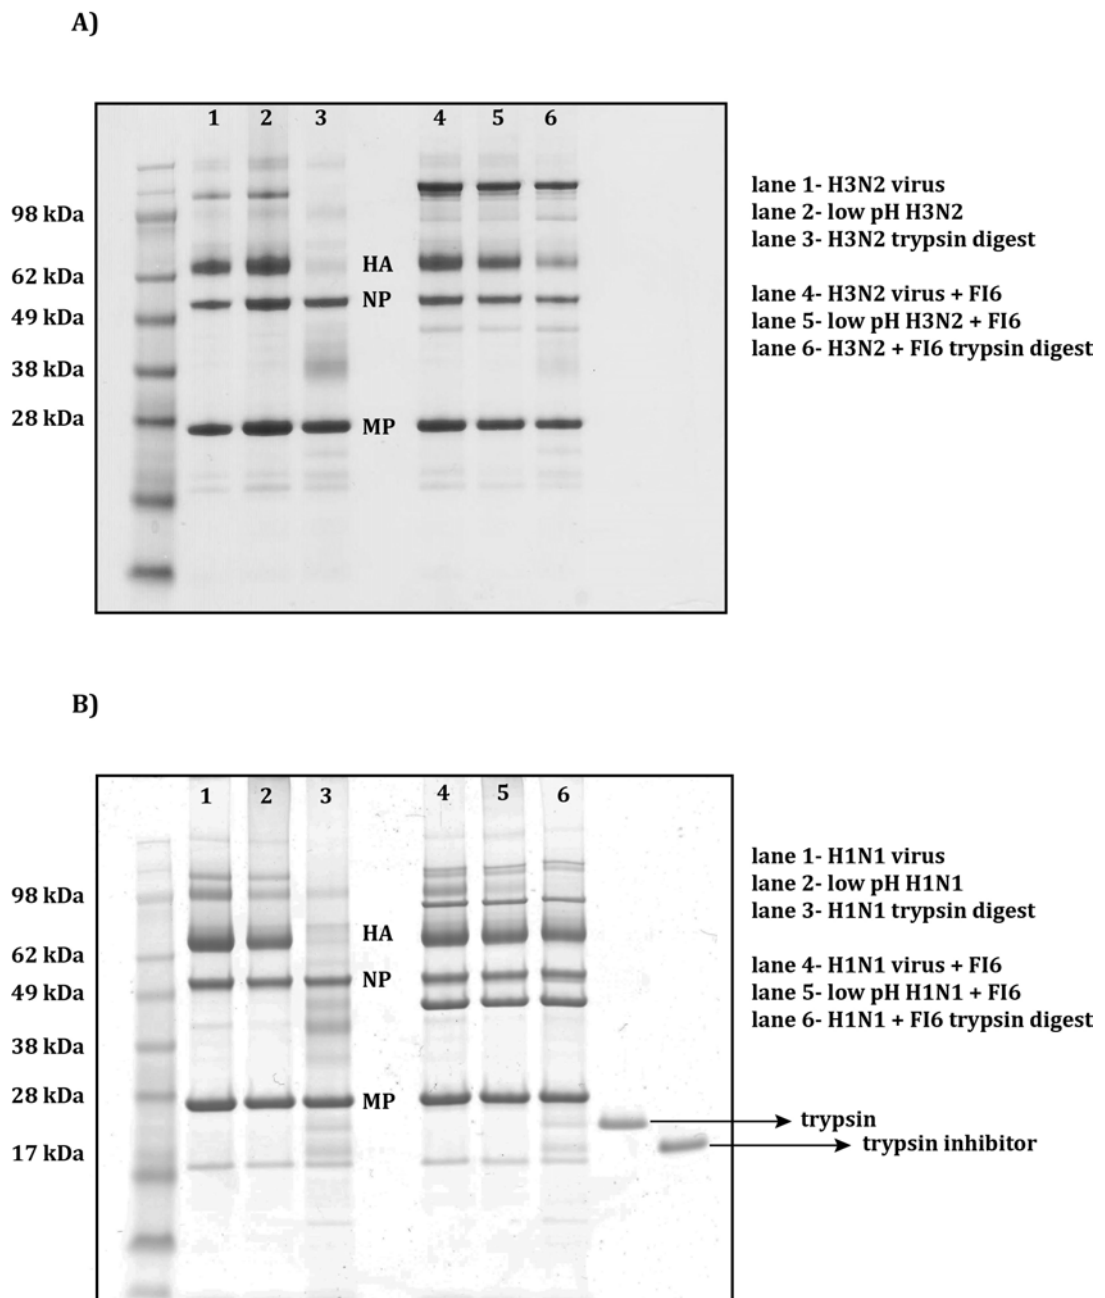 A)
1 2 3 4 5 6
98 kDa
62 kDa
49 kDa
38 kDa
28 kDa
HA
NP
MP
lane 1- H3N2 virus
lane 2- low pH H3N2
lane 3- H3N2 trypsin digest
lane 4- H3N2 virus + FI6
lane 5- low pH H3N2 + FI6
lane 6- H3N2 + FI6 trypsin digest
B)
1 2 3 4 5 6
98 kDa
62 kDa
49 kDa
38 kDa
28 kDa
17 kDa
HA
NP
MP
lane 1- H1N1 virus
lane 2- low pH H1N1
lane 3- H1N1 trypsin digest
lane 4- H1N1 virus + FI6
lane 5- low pH H1N1 + FI6
lane 6- H1N1 + FI6 trypsin digest
trypsin
trypsin inhibitor